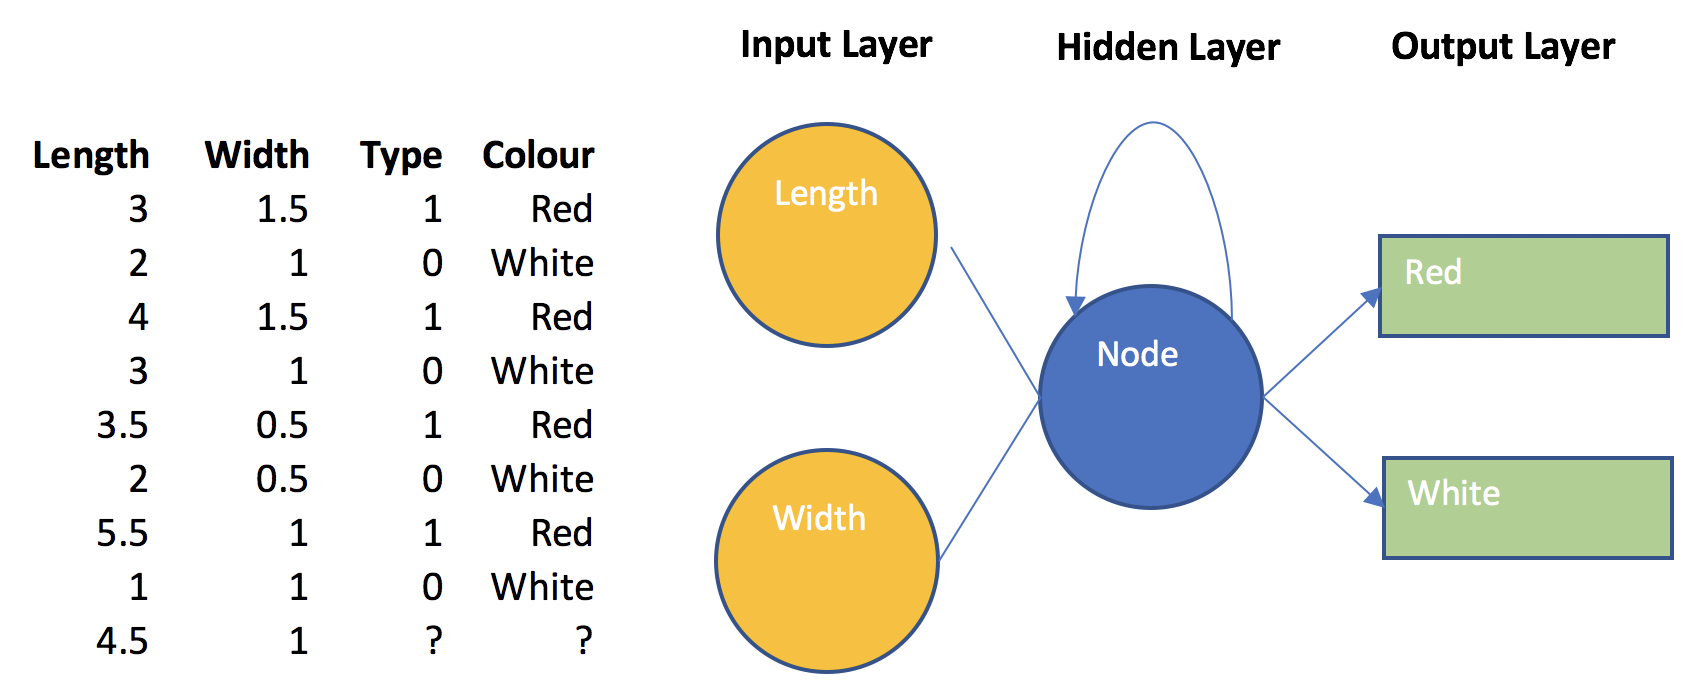 Input Layer Hidden Layer Output Layer
Length Width Type Colour
3 1.5 1 Red
2 1 0 White
4 1.5 1 Red
3 1 0 White
3.5 0.5 1 Red
2 0.5 0 White
5.5 1 1 Red
1 1 0 White
4.5 1 ? ?
Length
Width
Node
Red
White